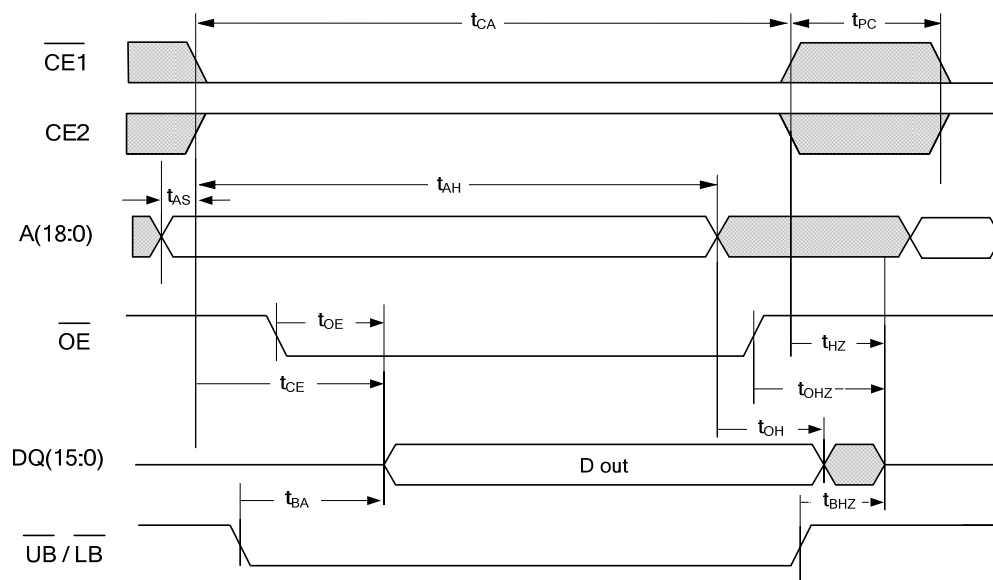 tCA
tPC
CE1
CE2
tAS
tAH
A(18:0)
tOE
OE
tHZ
tCE
tOHZ
tOH
DQ(15:0)
D out
tBA
tBHZ
UB / LB